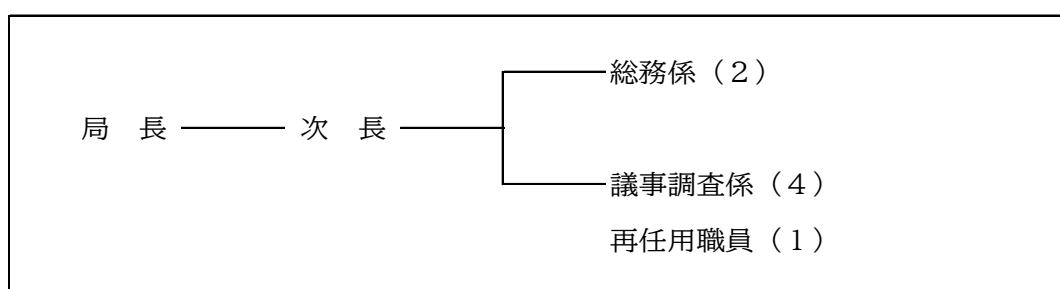 総務係（２）
局　長 次　長
議事調査係（４）
再任用職員（１）